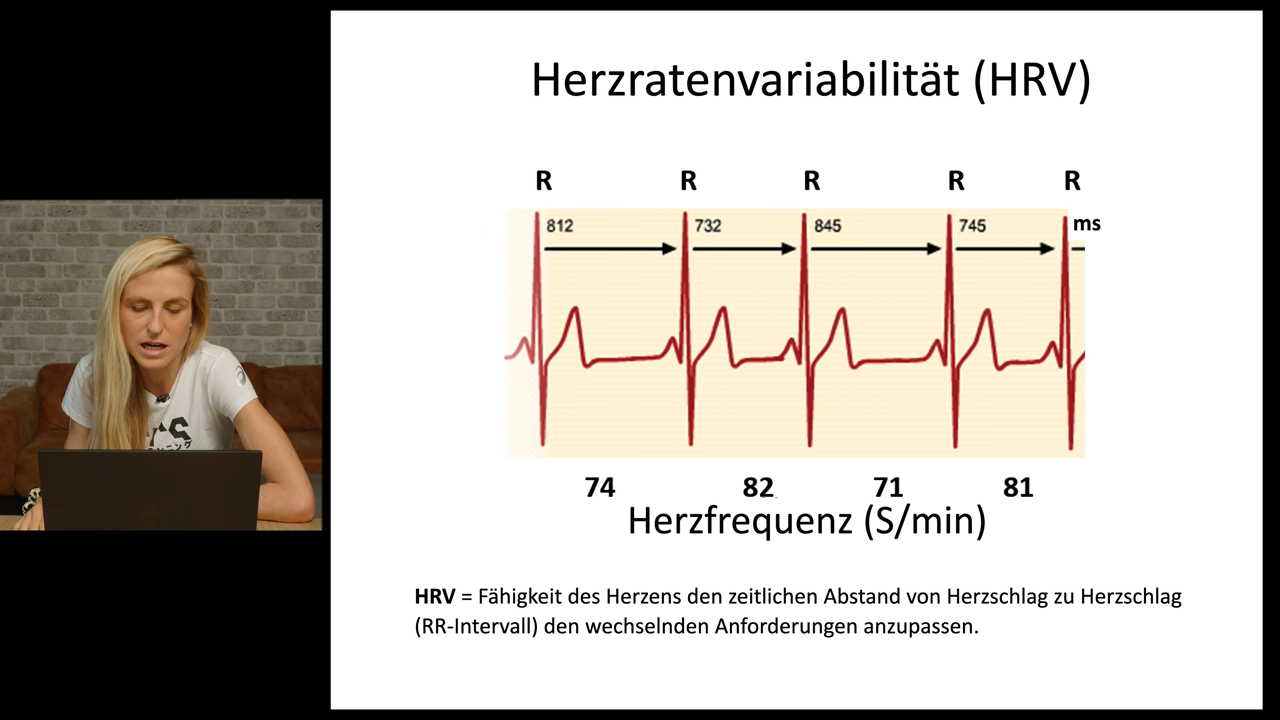 Herzratenvariabilität (HRV)
R R R R R
812 732 845 745 ms
74 82 71 81
Herzfrequenz (S/min)
HRV = Fähigkeit des Herzens den zeitlichen Abstand von Herzschlag zu Herzschlag
(RR-Intervall) den wechselnden Anforderungen anzupassen.